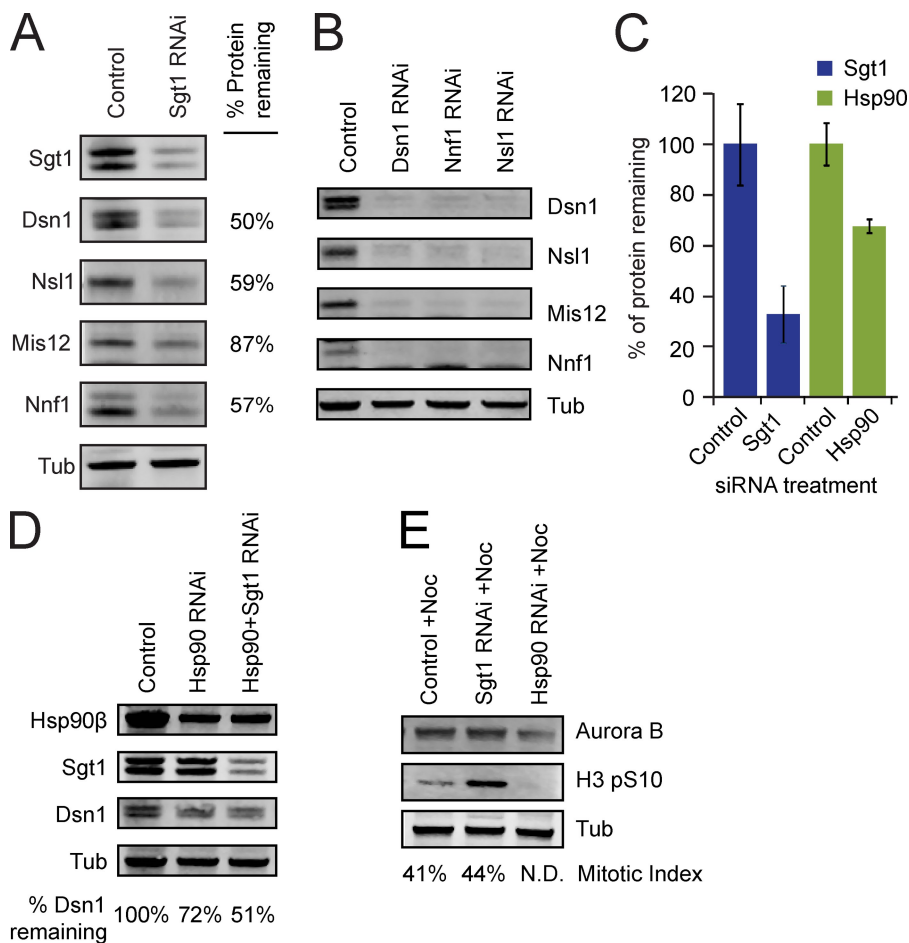 A
Control
Sgt1 RNAi
% Protein
remaining
Sgt1
Dsn1
50%
Nsl1
59%
Mis12
87%
Nnf1
57%
Tub
B
Control
Dsn1 RNAi
Nnf1 RNAi
Nsl1 RNAi
Dsn1
Nsl1
Mis12
Nnf1
Tub
C
Sgt1
Hsp90
% of protein remaining
120
100
80
60
40
20
0
Control
Sgt1
Control
Hsp90
siRNA treatment
D
Control
Hsp90 RNAi
Hsp90+Sgt1 RNAi
Hsp90β
Sgt1
Dsn1
Tub
% Dsn1
remaining
100% 72% 51%
E
Control +Noc
Sgt1 RNAi +Noc
Hsp90 RNAi +Noc
Aurora B
H3 pS10
Tub
41% 44% N.D. Mitotic Index